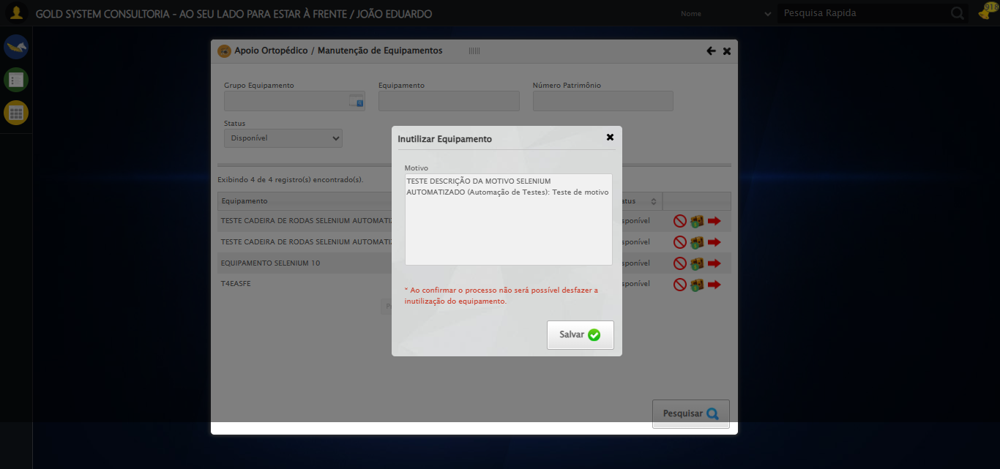 GOLD SYSTEM CONSULTORIA - AO SEU LADO PARA ESTAR À FRENTE / JOÃO EDUARDO
Nome
Pesquisa Rapida
918
Apoio Ortopédico / Manutenção de Equipamentos
Grupo Equipamento
Equipamento
Número Patrimônio
Status
Disponível
Inutilizar Equipamento
Motivo
TESTE DESCRIÇÃO DA MOTIVO SELENIUM
AUTOMATIZADO (Automação de Testes): Teste de motivo
* Ao confirmar o processo não será possível desfazer a
inutilização do equipamento.
Salvar
Exibindo 4 de 4 registro(s) encontrado(s).
Equipamento
atus
TESTE CADEIRA DE RODAS SELENIUM AUTOMATI
sponível
TESTE CADEIRA DE RODAS SELENIUM AUTOMATI
sponível
EQUIPAMENTO SELENIUM 10
sponível
T4EASFE
sponível
Pesquisar